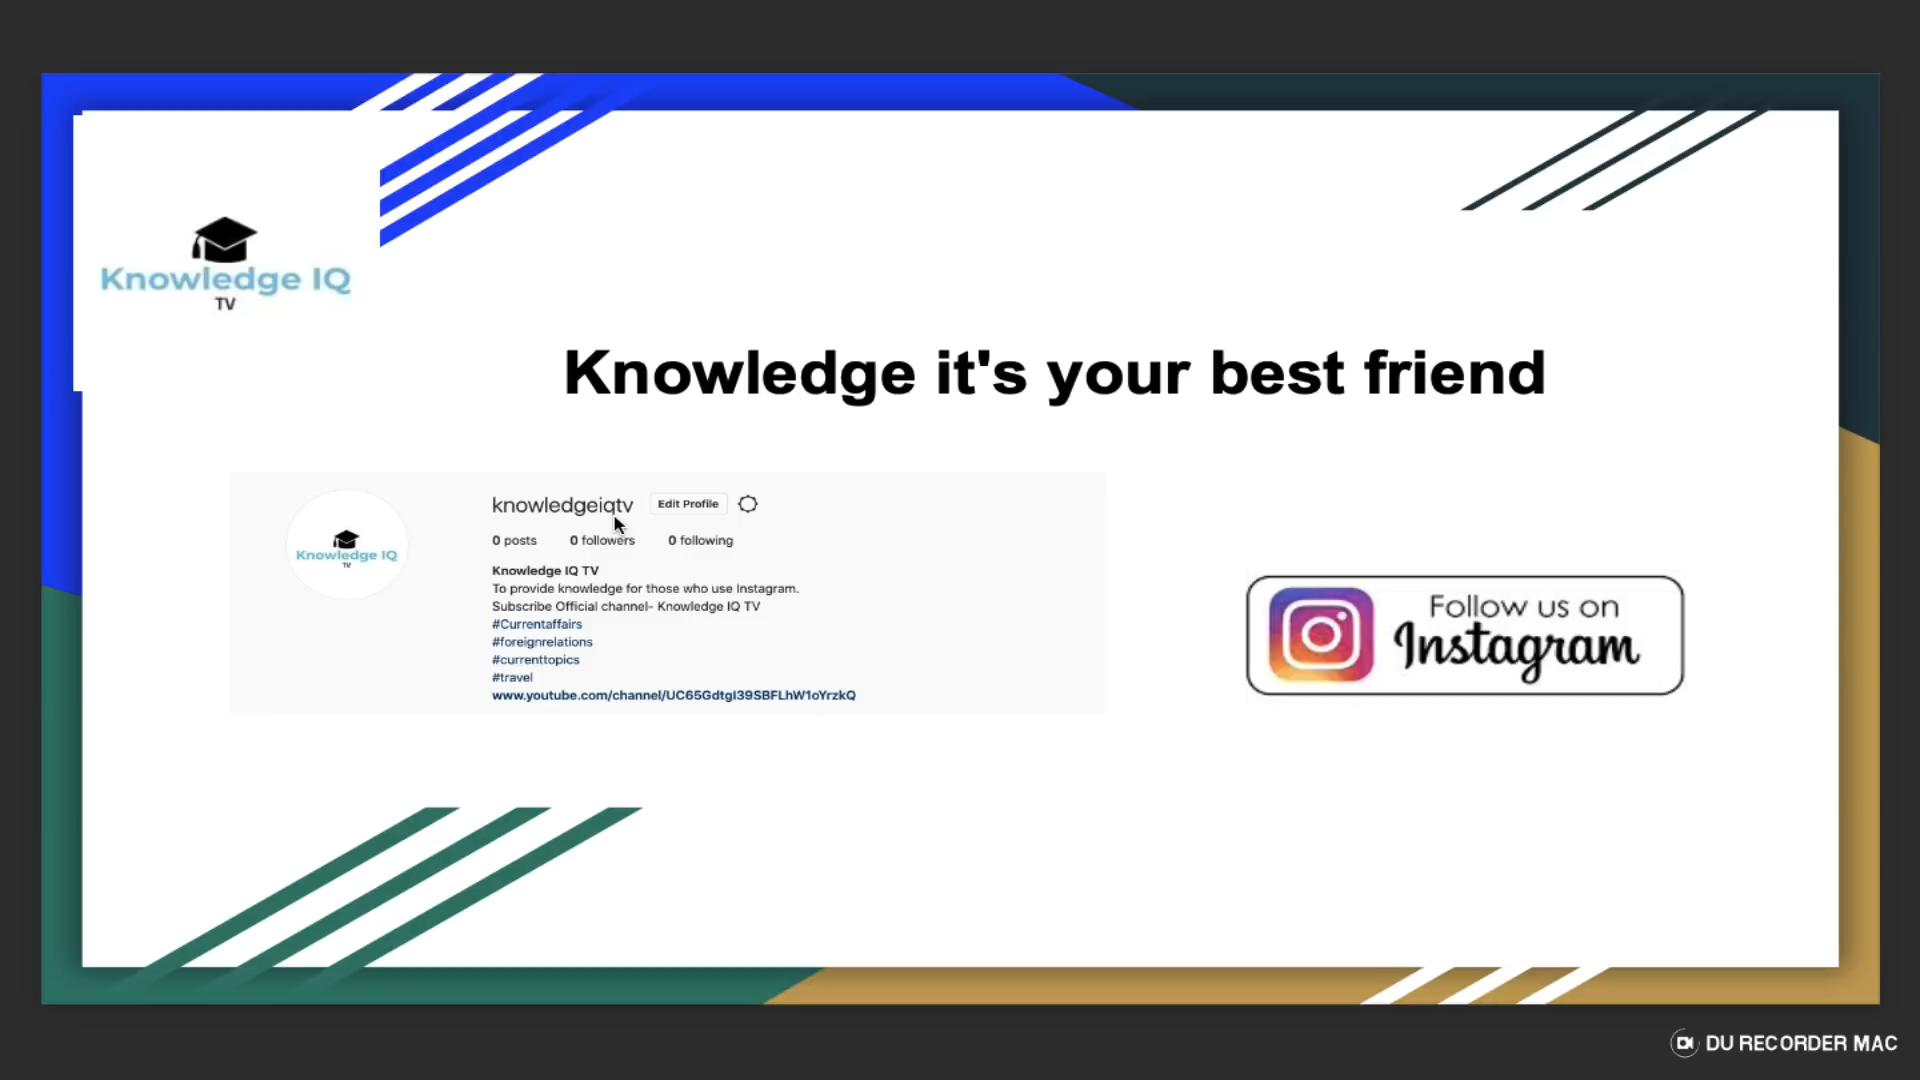 Knowledge IQ
TV
Knowledge it's your best friend
Knowledge IQ
TV
knowledgeiqtv Edit Profile
0 posts 0 followers 0 following
Knowledge IQ TV
To provide knowledge for those who use Instagram.
Subscribe Official channel- Knowledge IQ TV
#Currentaffairs
#foreignrelations
#currenttopics
#travel
www.youtube.com/channel/UC65Gdtgl39SBFLhW1oYrzkQ
Follow us on
Instagram
DU RECORDER MAC